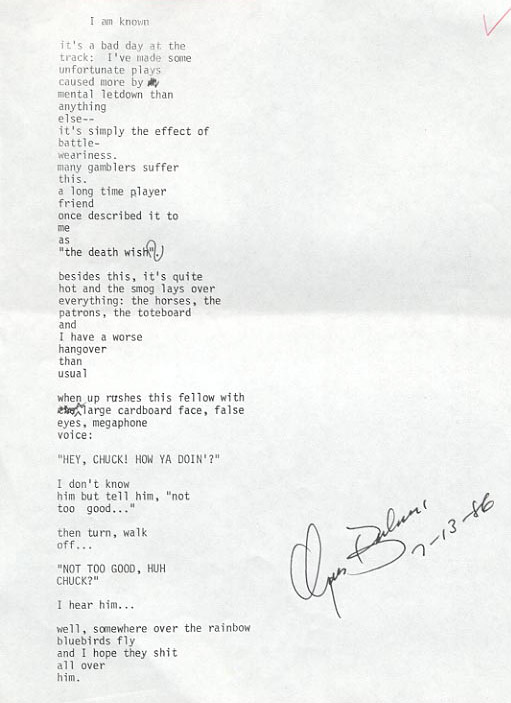 I am known
it's a bad day at the
track: I've made some
unfortunate plays
caused more by
mental letdown than
anything
else--
it's simply the effect of
battle-
weariness.
many gamblers suffer
this.
a long time player
friend
once described it to
me
as
"the death wish".
besides this, it's quite
hot and the smog lays over
everything: the horses, the
patrons, the toteboard
and
I have a worse
hangover
than
usual
when up rushes this fellow with
large cardboard face, false
eyes, megaphone
voice:
"HEY, CHUCK! HOW YA DOIN'?"
I don't know
him but tell him, "not
too good..."
then turn, walk
off...
"NOT TOO GOOD, HUH
CHUCK?"
I hear him...
well, somewhere over the rainbow
bluebirds fly
and I hope they shit
all over
him.
7-13-86